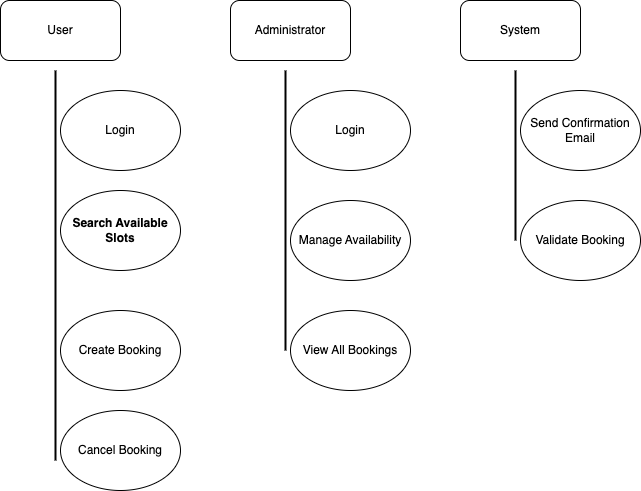 User
Administrator
System
Login
Login
Send Confirmation
Email
Search Available
Slots
Manage Availability
Validate Booking
Create Booking
View All Bookings
Cancel Booking